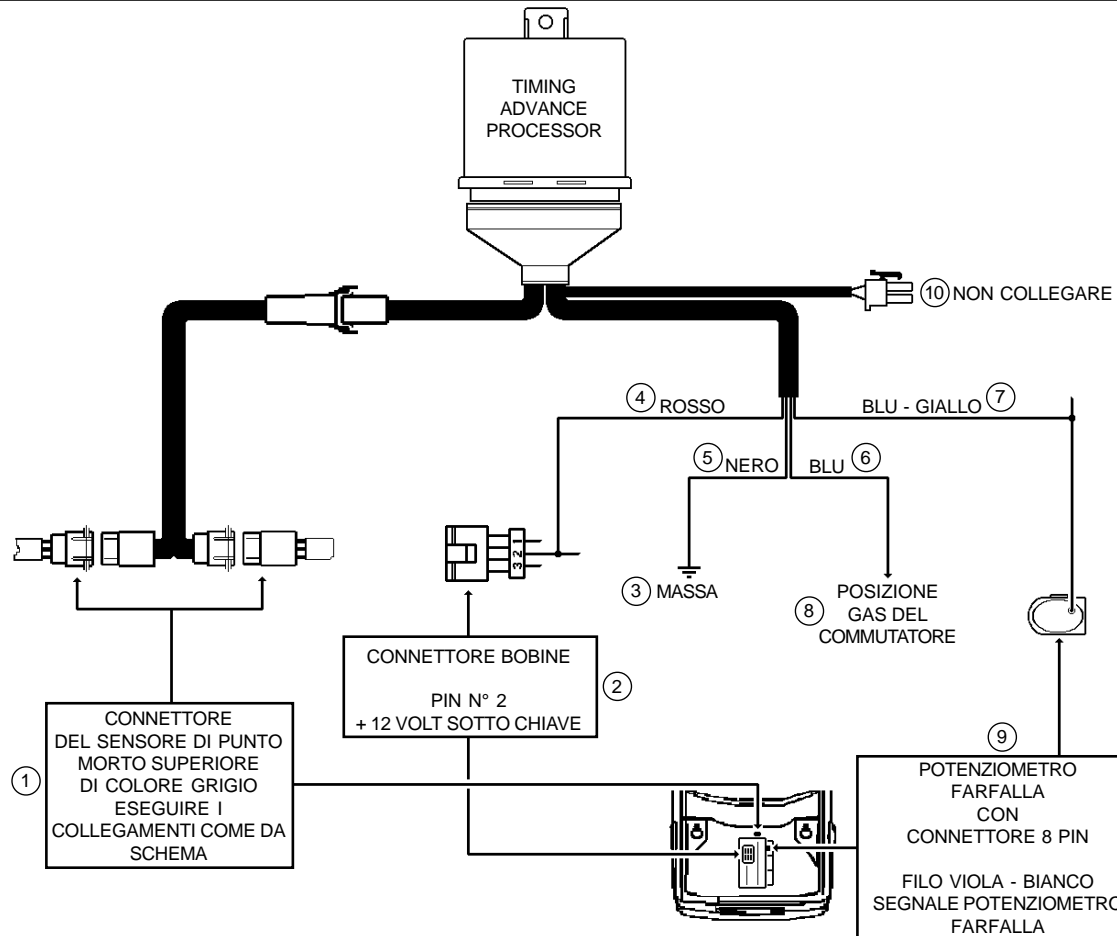 TIMING
ADVANCE
PROCESSOR
10 NON COLLEGARE
4 ROSSO
BLU - GIALLO 7
5 NERO
BLU 6
1
2
3
3 MASSA
8 POSIZIONE
GAS DEL
COMMUTATORE
CONNETTORE BOBINE
PIN N° 2
+ 12 VOLT SOTTO CHIAVE
2
1
CONNETTORE
DEL SENSORE DI PUNTO
MORTO SUPERIORE
DI COLORE GRIGIO
ESEGUIRE I
COLLEGAMENTI COME DA
SCHEMA
9
POTENZIOMETRO
FARFALLA
CON
CONNETTORE 8 PIN
FILO VIOLA - BIANCO
SEGNALE POTENZIOMETRO
FARFALLA